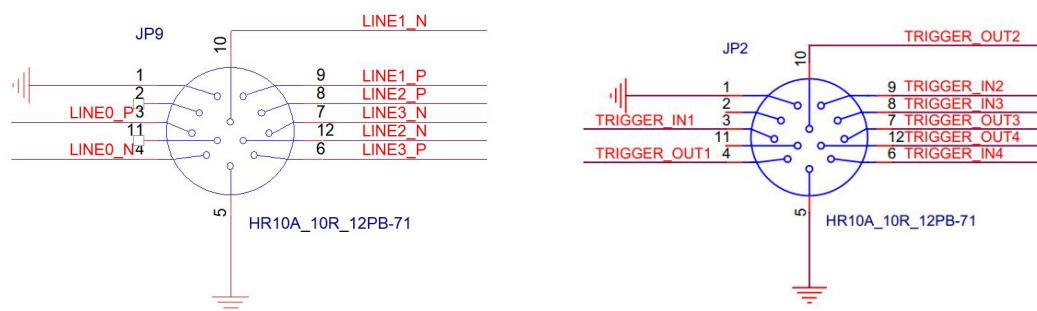 LINE1_N
JP9
10
1
9
LINE1_P
2
8
LINE2_P
LINE0_P
3
7
LINE3_N
11
12
LINE2_N
LINE0_N
4
6
LINE3_P
5
HR10A_10R_12PB-71
TRIGGER_OUT2
JP2
10
1
9
TRIGGER_IN2
2
8
TRIGGER_IN3
TRIGGER_IN1
3
7
TRIGGER_OUT3
11
12
TRIGGER_OUT4
TRIGGER_OUT1
4
6
TRIGGER_IN4
5
HR10A_10R_12PB-71